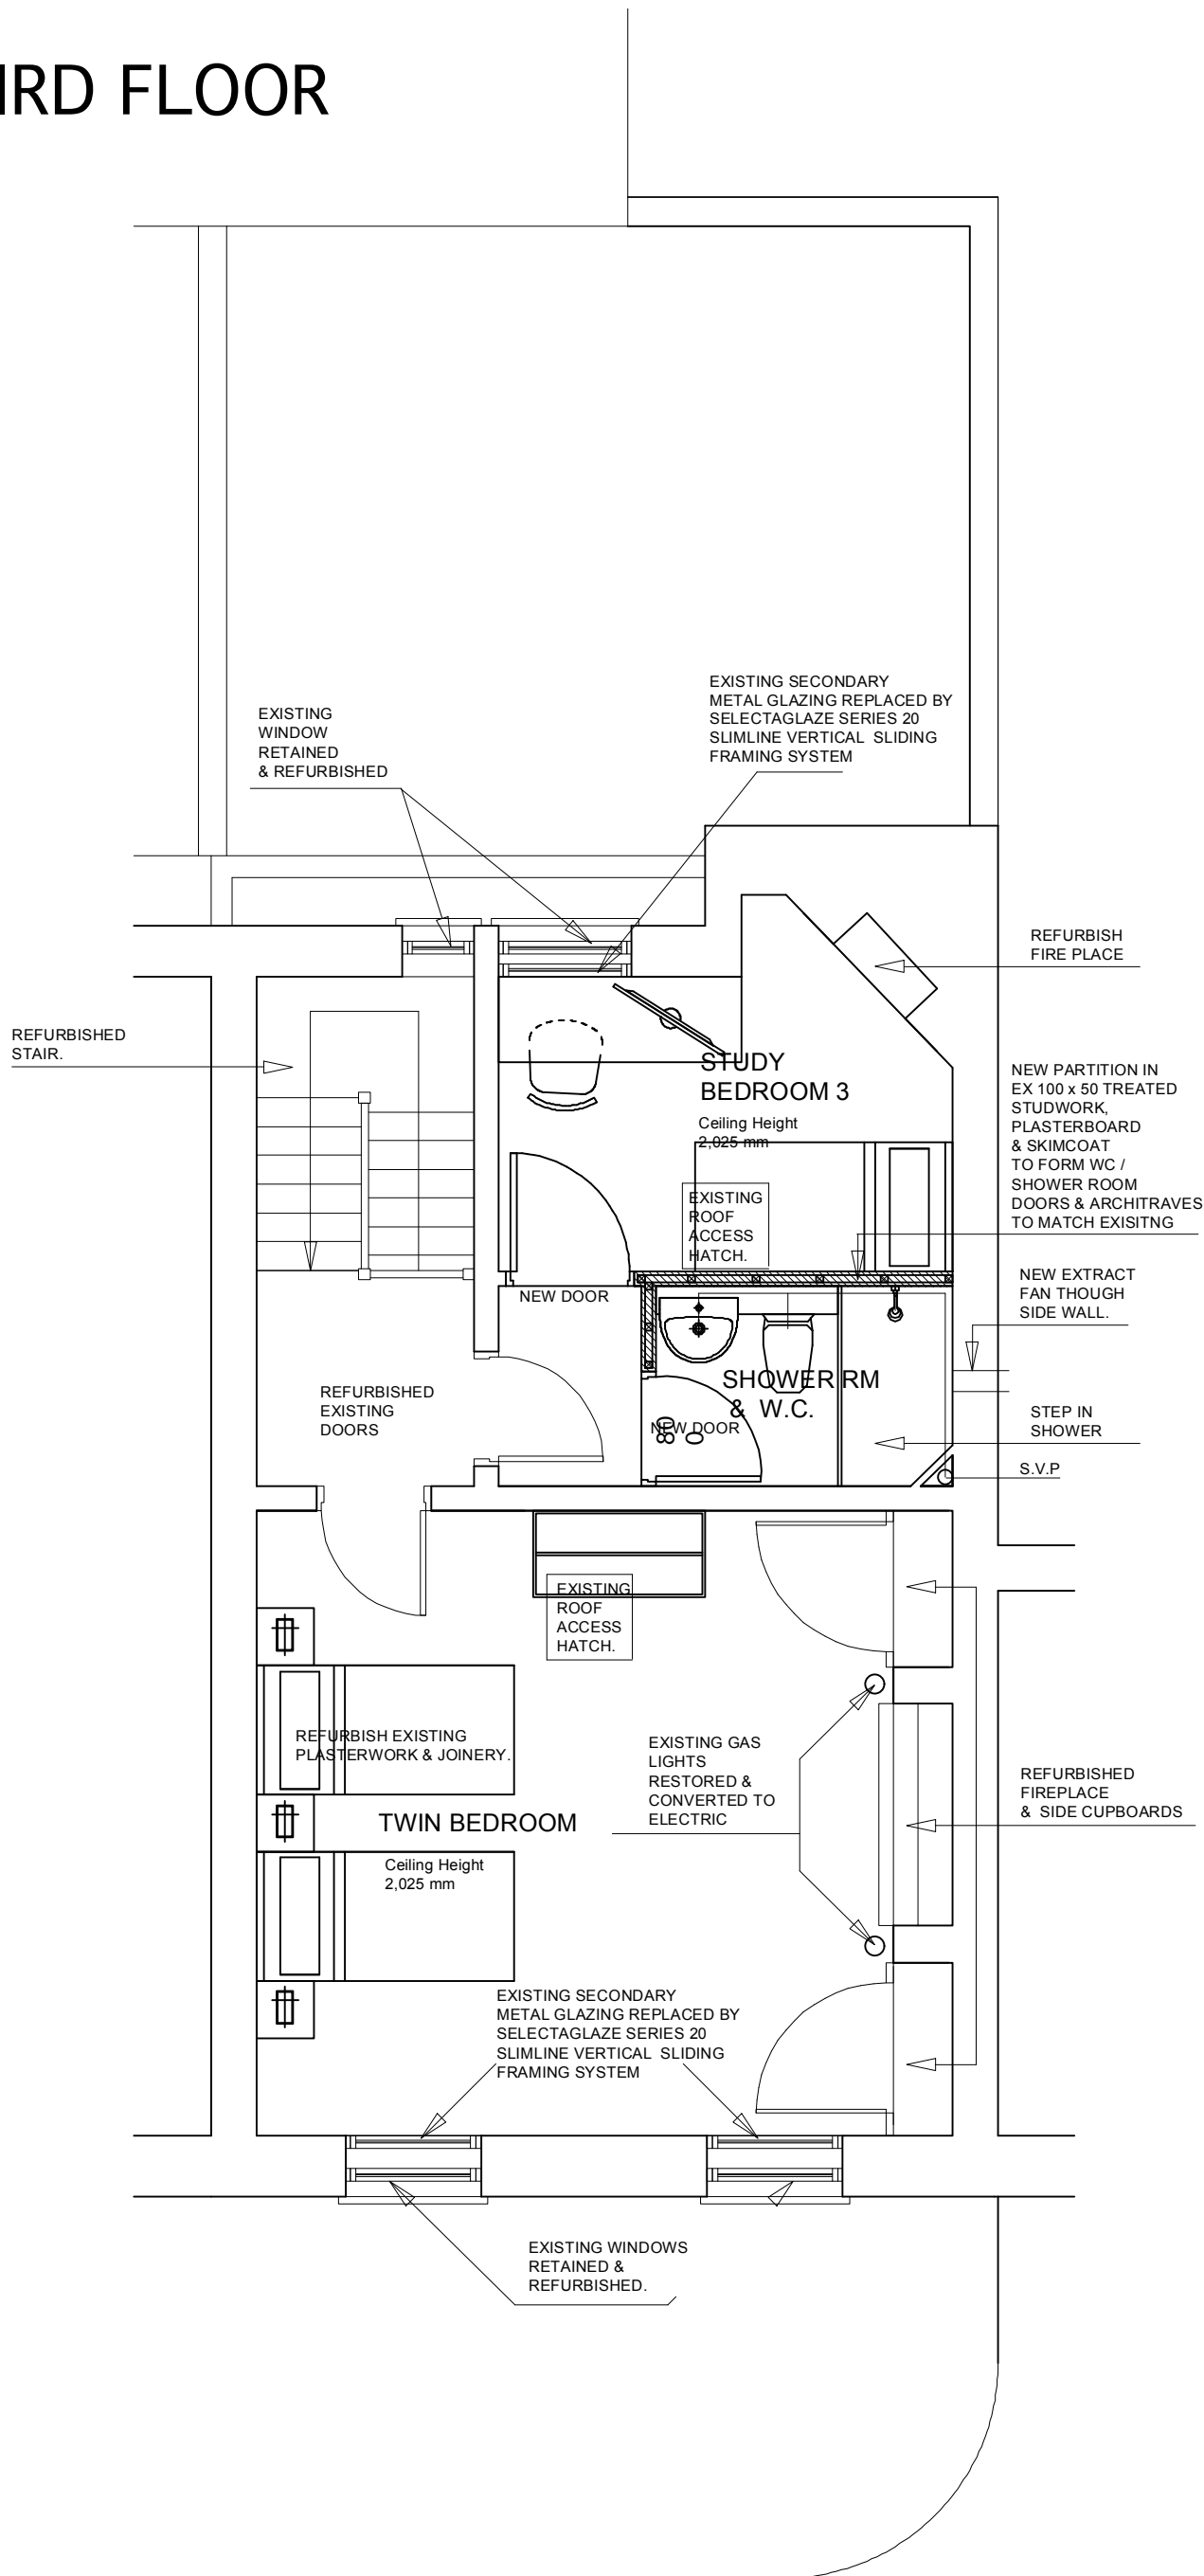 IRD FLOOR
EXISTING SECONDARY
METAL GLAZING REPLACED BY
SELECTAGLAZE SERIES 20
SLIMLINE VERTICAL SLIDING
FRAMING SYSTEM
EXISTING
WINDOW
RETAINED
& REFURBISHED
REFURBISH
FIRE PLACE
REFURBISHED
STAIR.
STUDY
BEDROOM 3
Ceiling Height
2,025 mm
NEW PARTITION IN
EX 100 x 50 TREATED
STUDWORK,
PLASTERBOARD
& SKIMCOAT
TO FORM WC /
SHOWER ROOM
DOORS & ARCHITRAVES
TO MATCH EXISITNG
EXISTING
ROOF
ACCESS
HATCH.
NEW DOOR
NEW EXTRACT
FAN THOUGH
SIDE WALL.
SHOWER RM
& W.C.
NEW DOOR
80
0
REFURBISHED
EXISTING
DOORS
STEP IN
SHOWER
S.V.P
EXISTING
ROOF
ACCESS
HATCH.
REFURBISH EXISTING
PLASTERWORK & JOINERY.
EXISTING GAS
LIGHTS
RESTORED &
CONVERTED TO
ELECTRIC
REFURBISHED
FIREPLACE
& SIDE CUPBOARDS
TWIN BEDROOM
Ceiling Height
2,025 mm
EXISTING SECONDARY
METAL GLAZING REPLACED BY
SELECTAGLAZE SERIES 20
SLIMLINE VERTICAL SLIDING
FRAMING SYSTEM
EXISTING WINDOWS
RETAINED &
REFURBISHED.